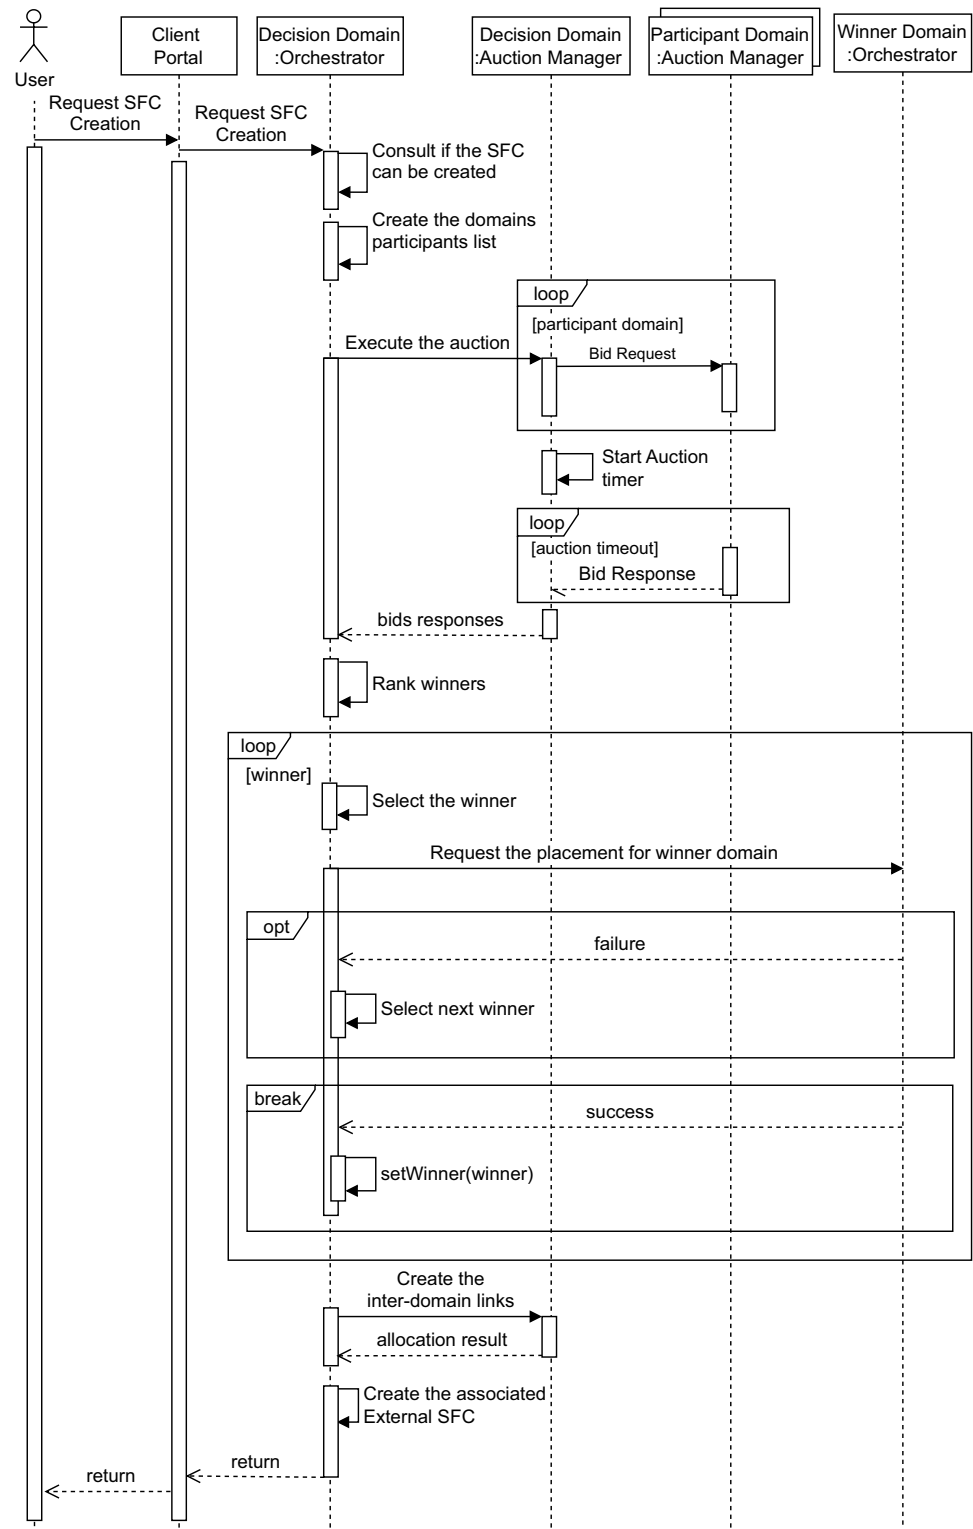 User
Client
Portal
Decision Domain
:Orchestrator
Decision Domain
:Auction Manager
Participant Domain
:Auction Manager
Winner Domain
:Orchestrator
Request SFC
Creation
Request SFC
Creation
Consult if the SFC
can be created
Create the domains
participants list
loop
[participant domain]
Execute the auction
Bid Request
Start Auction
timer
loop
[auction timeout]
Bid Response
bids responses
Rank winners
loop
[winner]
Select the winner
Request the placement for winner domain
opt
failure
Select next winner
break
success
setWinner(winner)
Create the
inter-domain links
allocation result
Create the associated
External SFC
return
return